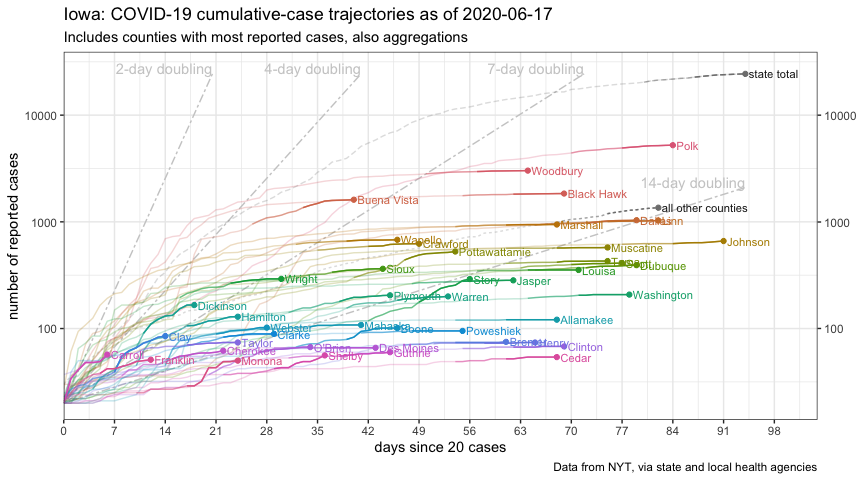 Iowa: COVID-19 cumulative-case trajectories as of 2020-06-17
Includes counties with most reported cases, also aggregations
2-day doubling
4-day doubling
7-day doubling
state total
10000
10000
Polk
Woodbury
14-day doubling
Black Hawk
Buena Vista
all other counties
1000
1000
Marshall
Wapello
Crawford
Johnson
Pottawattamie
Muscatine
Dubuque
Sioux
Louisa
Wright
Story
Jasper
Plymouth
Warren
Washington
Dickinson
Hamilton
Allamakee
100
100
Webster
Mahaska
Boone
Poweshiek
Clay
Clarke
Taylor
Henry
Clinton
O'Brien
Des Moines
Carroll
Cherokee
Franklin
Monona
Shelby
Guthrie
Cedar
number of reported cases
0 7 14 21 28 35 42 49 56 63 70 77 84 91 98
days since 20 cases
Data from NYT, via state and local health agencies